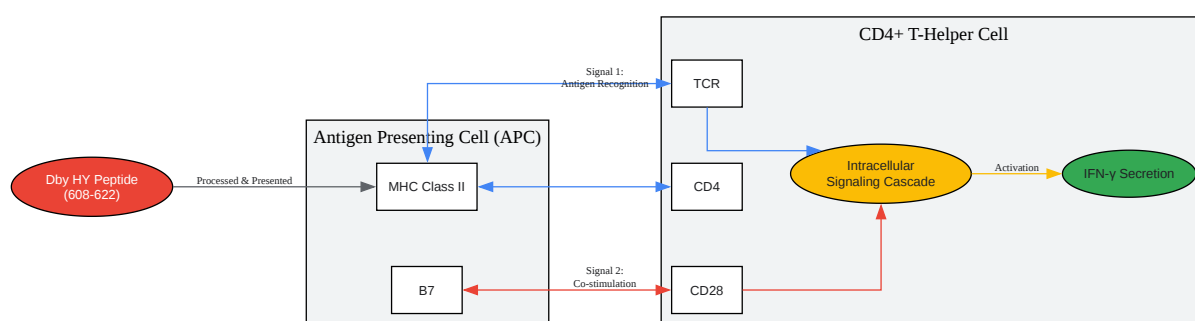 CD4+ T-Helper Cell
Signal 1:
Antigen Recognition
TCR
Antigen Presenting Cell (APC)
Dby HY Peptide
(608-622)
Processed & Presented
MHC Class II
CD4
Intracellular
Signaling Cascade
Activation
IFN-γ Secretion
B7
Signal 2:
Co-stimulation
CD28